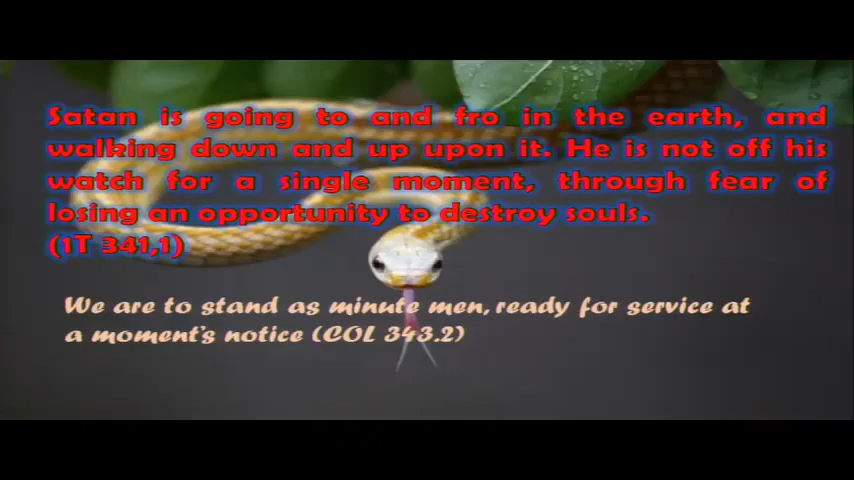 Satan is going to and fro in the earth, and
walking down and up upon it. He is not off his
watch for a single moment, through fear of
losing an opportunity to destroy souls.
(1T 341,1)
We are to stand as minute men, ready for service at
a moment's notice (COL 343.2)